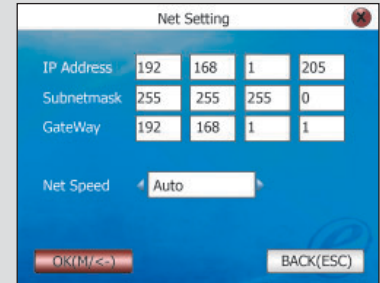 Net Setting
IP Address 192 168 1 205
Subnetmask 255 255 255 0
GateWay 192 168 1 1
Net Speed Auto
OK(M/<-) BACK(ESC)